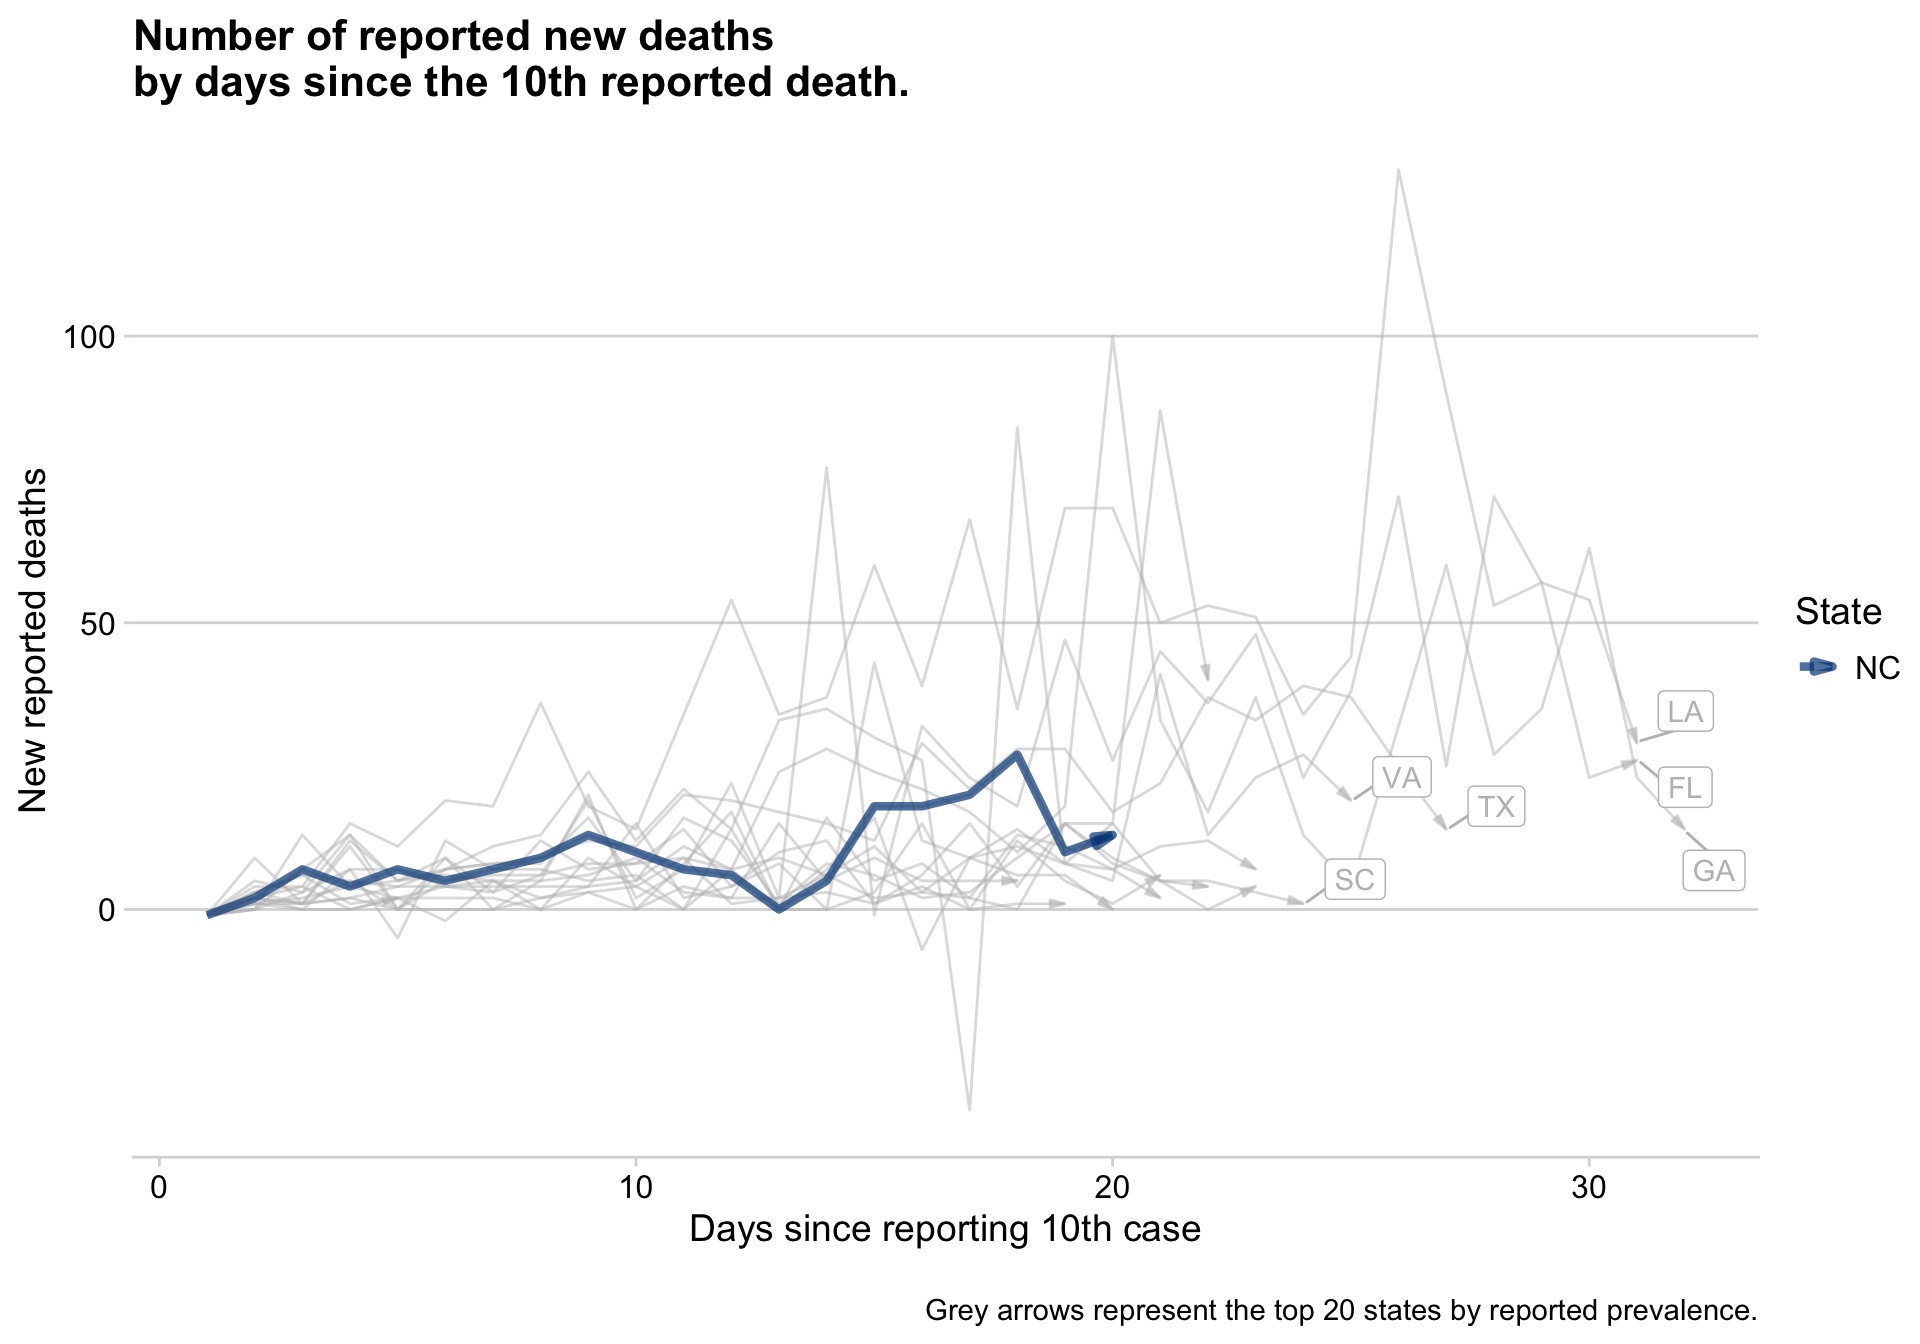 Number of reported new deaths
by days since the 10th reported death.
New reported deaths
100
50
0
0
10
20
30
Days since reporting 10th case
LA
FL
GA
VA
TX
SC
State
NC
Grey arrows represent the top 20 states by reported prevalence.